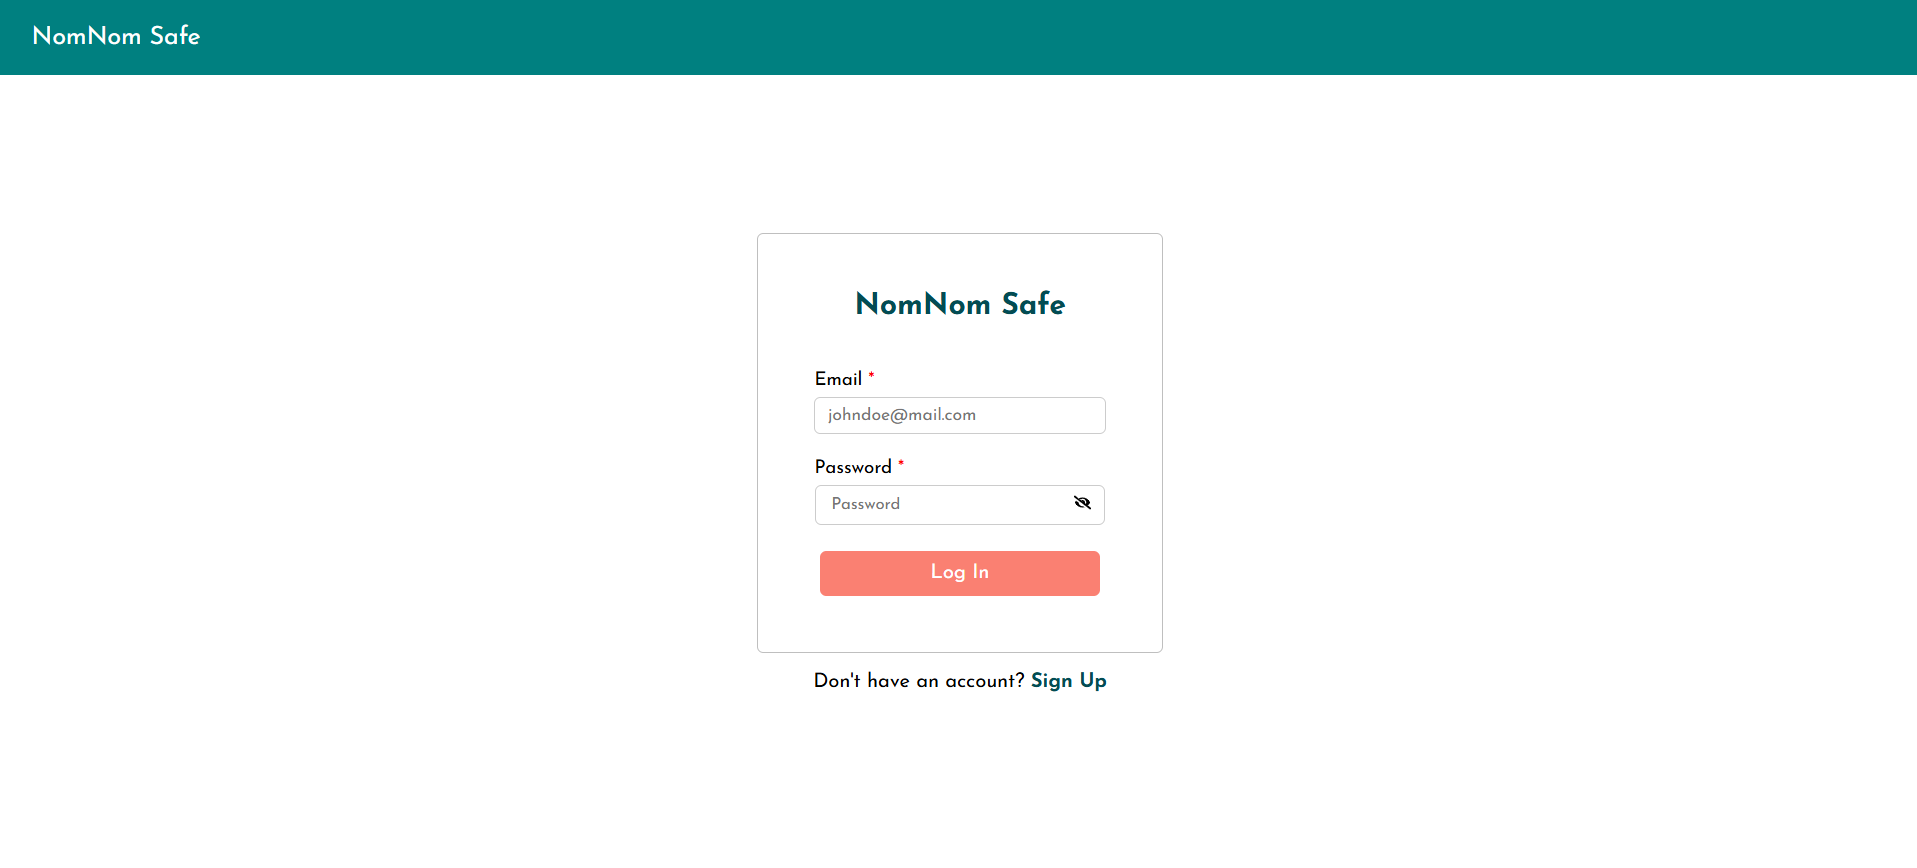 NomNom Safe
NomNom Safe
Email *
johndoe@mail.com
Password *
Password
Log In
Don't have an account? Sign Up